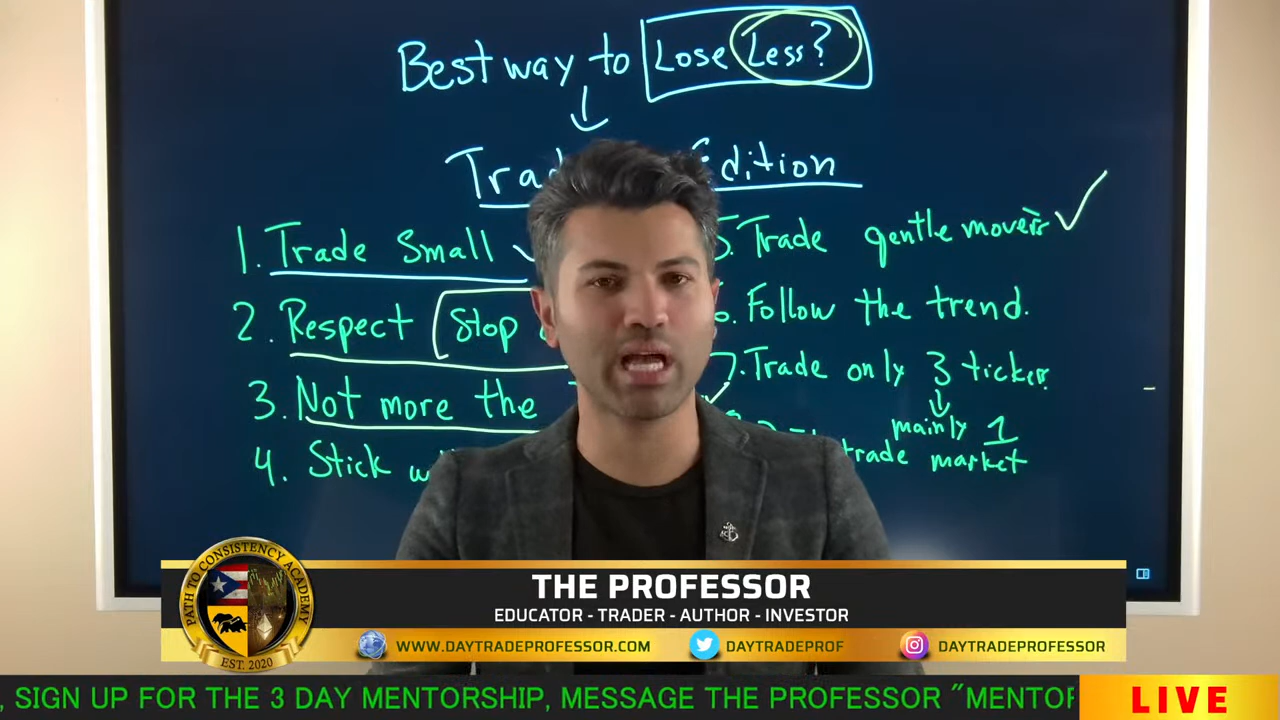 Best way to Lose Less?
Edition
1. Trade Small
5. Trade gentle movers
2. Respect Stop
6. Follow the trend.
3. Not more the
7. Trade only 3 tickers
mainly 1
4. Stick
trade market
THE PROFESSOR
EDUCATOR - TRADER - AUTHOR - INVESTOR
PATH TO CONSISTENCY ACADEMY
EST. 2020
WWW.DAYTRADEPROFESSOR.COM
DAYTRADEPROF
DAYTRADEPROFESSOR
, SIGN UP FOR THE 3 DAY MENTORSHIP, MESSAGE THE PROFESSOR "MENTOR
LIVE